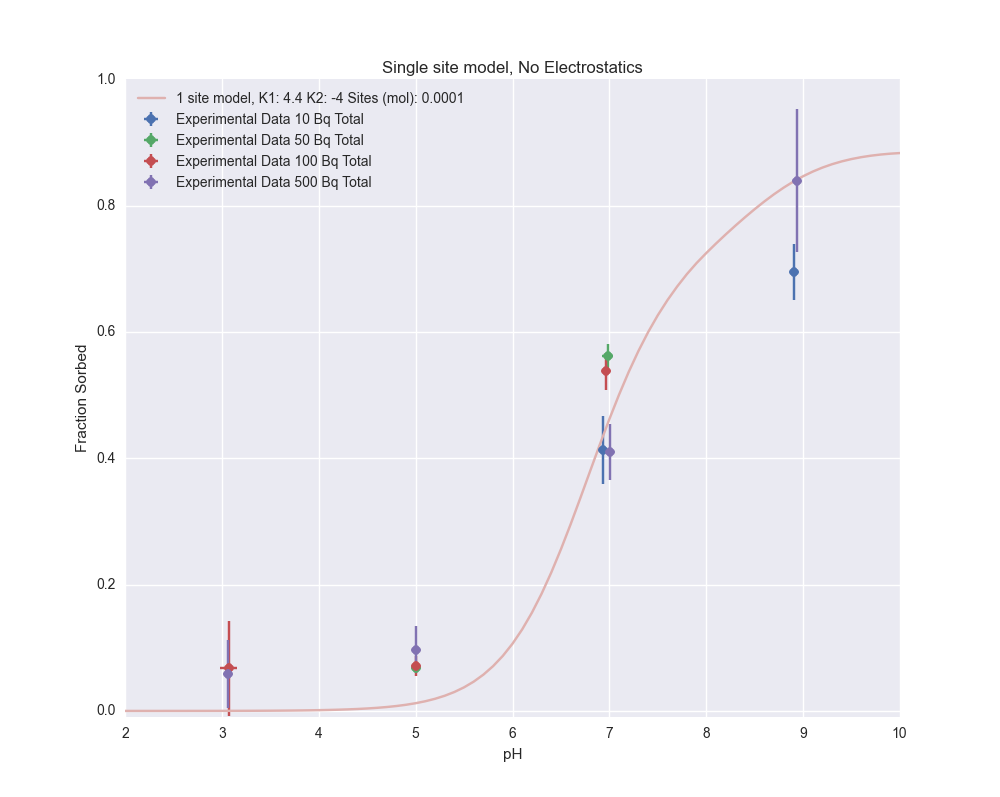 Single site model, No Electrostatics
1.0
1 site model, K1: 4.4 K2: -4 Sites (mol): 0.0001
Experimental Data 10 Bq Total
Experimental Data 50 Bq Total
Experimental Data 100 Bq Total
Experimental Data 500 Bq Total
0.8
0.6
Fraction Sorbed
0.4
0.2
0.0
2 3 4 5 6 7 8 9 10
pH